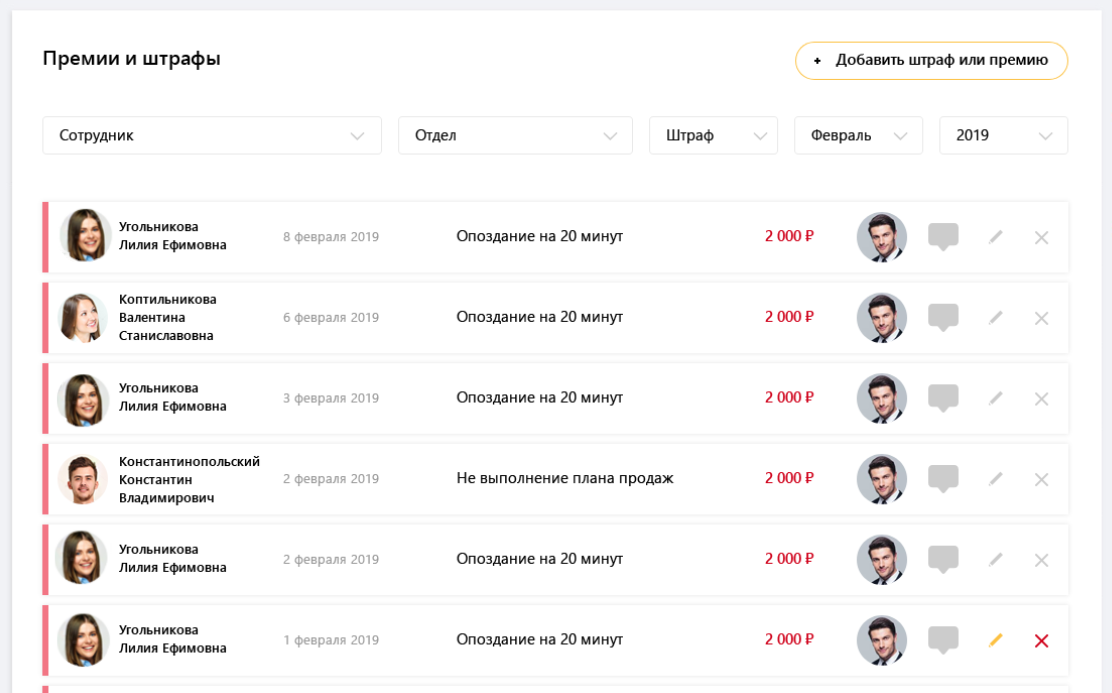 Премии и штрафы
+ Добавить штраф или премию
Сотрудник
Отдел
Штраф
Февраль
2019
Угольникова
Лилия Ефимовна
8 февраля 2019
Опоздание на 20 минут
2 000 ₽
Коптильникова
Валентина
Станиславовна
6 февраля 2019
Опоздание на 20 минут
2 000 ₽
Угольникова
Лилия Ефимовна
3 февраля 2019
Опоздание на 20 минут
2 000 ₽
Константинопольский
Константин
Владимирович
2 февраля 2019
Не выполнение плана продаж
2 000 ₽
Угольникова
Лилия Ефимовна
2 февраля 2019
Опоздание на 20 минут
2 000 ₽
Угольникова
Лилия Ефимовна
1 февраля 2019
Опоздание на 20 минут
2 000 ₽